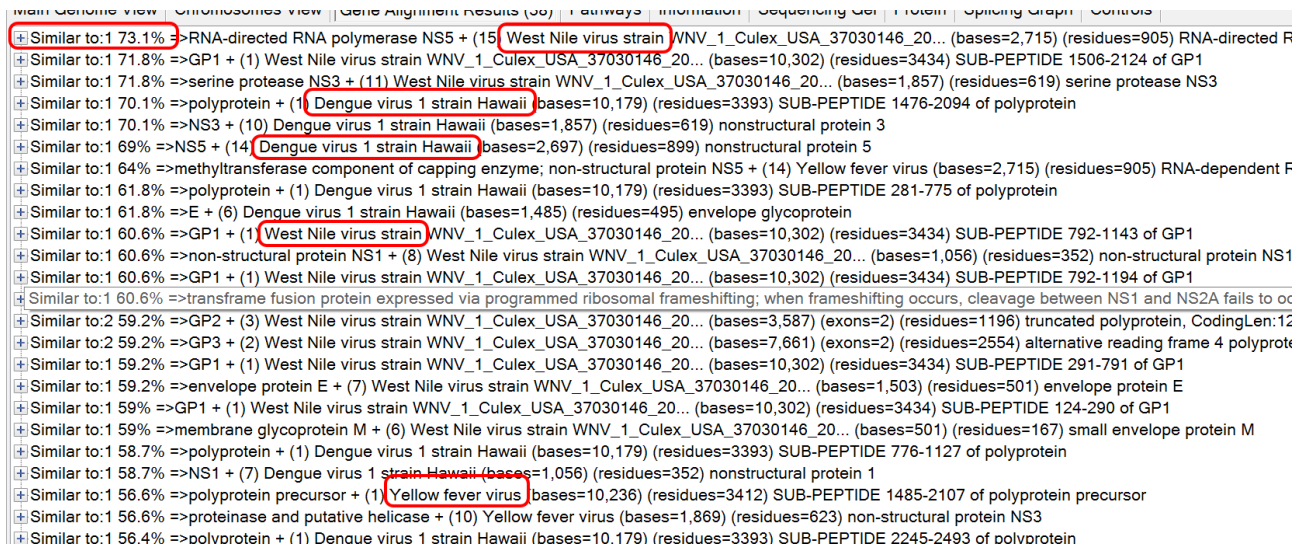 Main Genome View Chromosomes View Gene Alignment Results (58) Pathways Information Sequencing Gel Protein Splicing Graph Controls
Similar to:1 73.1% =>RNA-directed RNA polymerase NS5 + (15) West Nile virus strain WNV_1_Culex_USA_37030146_20... (bases=2,715) (residues=905) RNA-directed R
Similar to:1 71.8% =>GP1 + (1) West Nile virus strain WNV_1_Culex_USA_37030146_20... (bases=10,302) (residues=3434) SUB-PEPTIDE 1506-2124 of GP1
Similar to:1 71.8% =>serine protease NS3 + (11) West Nile virus strain WNV_1_Culex_USA_37030146_20... (bases=1,857) (residues=619) serine protease NS3
Similar to:1 70.1% =>polyprotein + (1) Dengue virus 1 strain Hawaii (bases=10,179) (residues=3393) SUB-PEPTIDE 1476-2094 of polyprotein
Similar to:1 70.1% =>NS3 + (10) Dengue virus 1 strain Hawaii (bases=1,857) (residues=619) nonstructural protein 3
Similar to:1 69% =>NS5 + (14) Dengue virus 1 strain Hawaii (bases=2,697) (residues=899) nonstructural protein 5
Similar to:1 64% =>methyltransferase component of capping enzyme; non-structural protein NS5 + (14) Yellow fever virus (bases=2,715) (residues=905) RNA-dependent R
Similar to:1 61.8% =>polyprotein + (1) Dengue virus 1 strain Hawaii (bases=10,179) (residues=3393) SUB-PEPTIDE 281-775 of polyprotein
Similar to:1 61.8% =>E + (6) Dengue virus 1 strain Hawaii (bases=1,485) (residues=495) envelope glycoprotein
Similar to:1 60.6% =>GP1 + (1) West Nile virus strain WNV_1_Culex_USA_37030146_20... (bases=10,302) (residues=3434) SUB-PEPTIDE 792-1143 of GP1
Similar to:1 60.6% =>non-structural protein NS1 + (8) West Nile virus strain WNV_1_Culex_USA_37030146_20... (bases=1,056) (residues=352) non-structural protein NS1
Similar to:1 60.6% =>GP1 + (1) West Nile virus strain WNV_1_Culex_USA_37030146_20... (bases=10,302) (residues=3434) SUB-PEPTIDE 792-1194 of GP1
Similar to:1 60.6% =>transframe fusion protein expressed via programmed ribosomal frameshifting; when frameshifting occurs, cleavage between NS1 and NS2A fails to oc
Similar to:2 59.2% =>GP2 + (3) West Nile virus strain WNV_1_Culex_USA_37030146_20... (bases=3,587) (exons=2) (residues=1196) truncated polyprotein, CodingLen:12
Similar to:2 59.2% =>GP3 + (2) West Nile virus strain WNV_1_Culex_USA_37030146_20... (bases=7,661) (exons=2) (residues=2554) alternative reading frame 4 polyprote
Similar to:1 59.2% =>GP1 + (1) West Nile virus strain WNV_1_Culex_USA_37030146_20... (bases=10,302) (residues=3434) SUB-PEPTIDE 291-791 of GP1
Similar to:1 59.2% =>envelope protein E + (7) West Nile virus strain WNV_1_Culex_USA_37030146_20... (bases=1,503) (residues=501) envelope protein E
Similar to:1 59% =>GP1 + (1) West Nile virus strain WNV_1_Culex_USA_37030146_20... (bases=10,302) (residues=3434) SUB-PEPTIDE 124-290 of GP1
Similar to:1 59% =>membrane glycoprotein M + (6) West Nile virus strain WNV_1_Culex_USA_37030146_20... (bases=501) (residues=167) small envelope protein M
Similar to:1 58.7% =>polyprotein + (1) Dengue virus 1 strain Hawaii (bases=10,179) (residues=3393) SUB-PEPTIDE 776-1127 of polyprotein
Similar to:1 58.7% =>NS1 + (7) Dengue virus 1 strain Hawaii (bases=1,056) (residues=352) nonstructural protein 1
Similar to:1 56.6% =>polyprotein precursor + (1) Yellow fever virus (bases=10,236) (residues=3412) SUB-PEPTIDE 1485-2107 of polyprotein precursor
Similar to:1 56.6% =>proteinase and putative helicase + (10) Yellow fever virus (bases=1,869) (residues=623) non-structural protein NS3
Similar to:1 56.4% =>polyprotein + (1) Dengue virus 1 strain Hawaii (bases=10,179) (residues=3393) SUB-PEPTIDE 2245-2493 of polyprotein